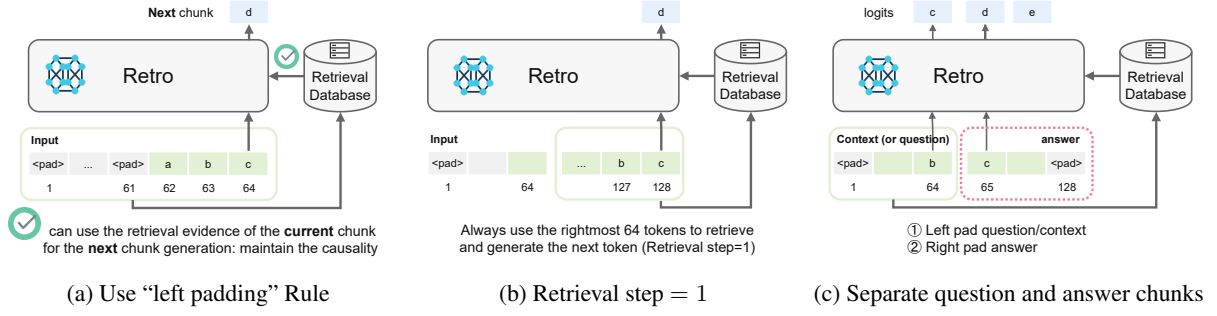 Next chunk d
Retro
Retrieval
Database
Input
<pad> ... <pad> a b c
1 61 62 63 64
can use the retrieval evidence of the current chunk
for the next chunk generation: maintain the causality
(a) Use “left padding” Rule
d
Retro
Retrieval
Database
Input
<pad> ... b c
1 64 127 128
Always use the rightmost 64 tokens to retrieve
and generate the next token (Retrieval step=1)
(b) Retrieval step = 1
logits c d e
Retro
Retrieval
Database
Context (or question) answer
<pad> b c <pad>
1 64 65 128
① Left pad question/context
② Right pad answer
(c) Separate question and answer chunks